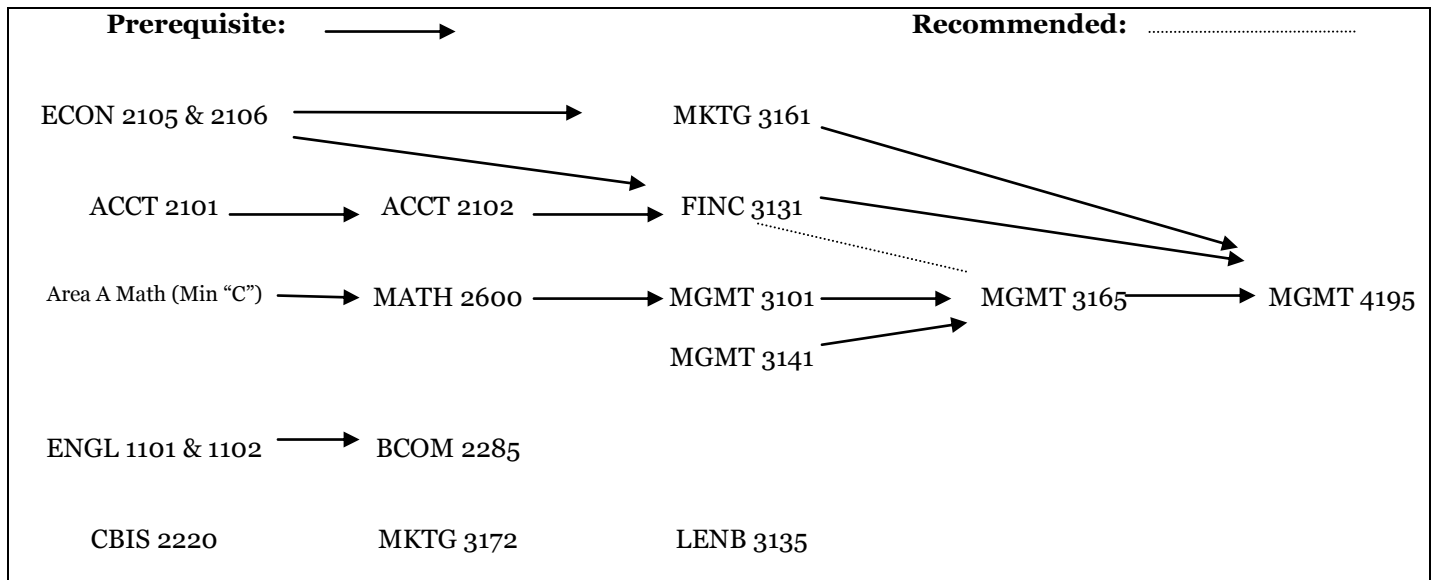 Prerequisite: Recommended:
ECON 2105 & 2106 MKTG 3161
ACCT 2101 ACCT 2102 FINC 3131
Area A Math (Min “C”) MATH 2600 MGMT 3101 MGMT 3165 MGMT 4195
MGMT 3141
ENGL 1101 & 1102 BCOM 2285
CBIS 2220 MKTG 3172 LENB 3135